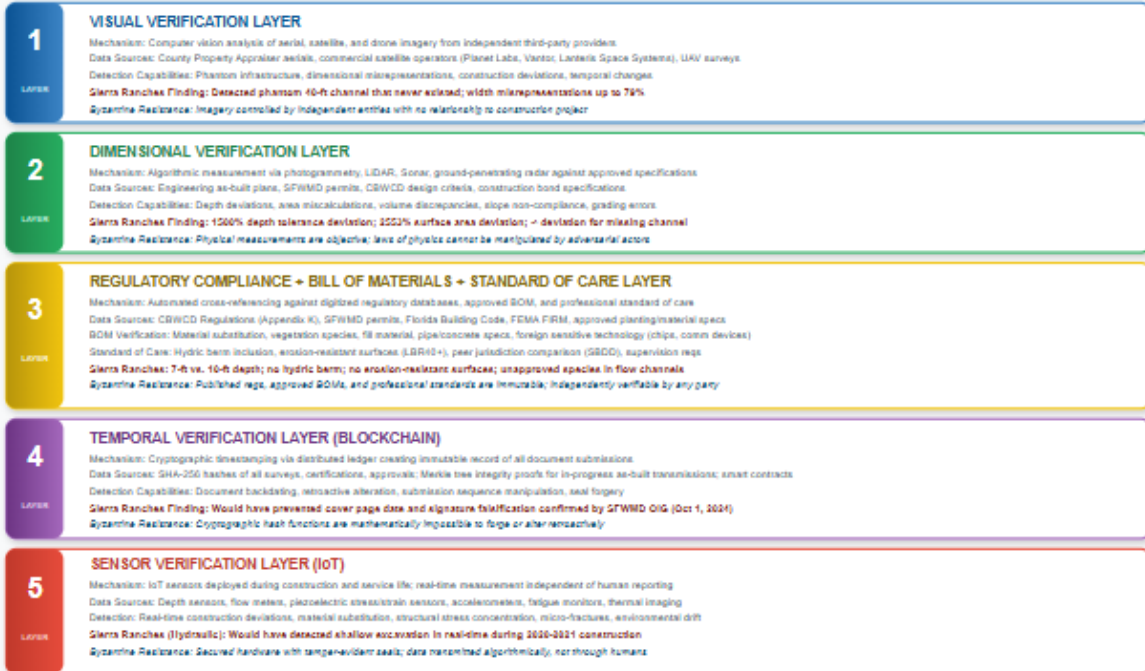 1
LAYER
VISUAL VERIFICATION LAYER
Mechanism: Computer vision analysis of aerial, satellite, and drone imagery from independent third-party providers
Data Sources: County Property Appraiser aerials, commercial satellite operators (Planet Labs, Vantor, Lanteris Space Systems), UAV surveys
Detection Capabilities: Phantom infrastructure, dimensional misrepresentations, construction deviations, temporal changes
Sierra Ranches Finding: Detected phantom 40-ft channel that never existed; width misrepresentations up to 79%
Byzantine Resistance: Imagery controlled by independent entities with no relationship to construction project
2
LAYER
DIMENSIONAL VERIFICATION LAYER
Mechanism: Algorithmic measurement via photogrammetry, LiDAR, Sonar, ground-penetrating radar against approved specifications
Data Sources: Engineering as-built plans, SFWMD permits, CBWCD design criteria, construction bond specifications
Detection Capabilities: Depth deviations, area miscalculations, volume discrepancies, slope non-compliance, grading errors
Sierra Ranches Finding: 1500% depth tolerance deviation; 2553% surface area deviation; deviation for missing channel
Byzantine Resistance: Physical measurements are objective; laws of physics cannot be manipulated by adversarial actors
3
LAYER
REGULATORY COMPLIANCE + BILL OF MATERIALS + STANDARD OF CARE LAYER
Mechanism: Automated cross-referencing against digitized regulatory databases, approved BOM, and professional standard of care
Data Sources: CBWCD Regulations (Appendix K), SFWMD permits, Florida Building Code, FEMA FIRM, approved planting/material specs
BOM Verification: Material substitution, vegetation species, fill material, pipe/concrete specs, foreign sensitive technology (chips, comm devices)
Standard of Care: Hydric berm inclusion, erosion-resistant surfaces (LBR40+), peer jurisdiction comparison (SBDD), supervision reqs
Sierra Ranches: 7-ft vs. 10-ft depth; no hydric berm; no erosion-resistant surfaces; unapproved species in flow channels
Byzantine Resistance: Published regs, approved BOMs, and professional standards are immutable; independently verifiable by any party
4
LAYER
TEMPORAL VERIFICATION LAYER (BLOCKCHAIN)
Mechanism: Cryptographic timestamping via distributed ledger creating immutable record of all document submissions
Data Sources: SHA-256 hashes of all surveys, certifications, approvals; Merkle tree integrity proofs for in-progress as-built transmissions; smart contracts
Detection Capabilities: Document backdating, retroactive alteration, submission sequence manipulation, seal forgery
Sierra Ranches Finding: Would have prevented cover page date and signature falsification confirmed by SFWMD OIG (Oct 1, 2024)
Byzantine Resistance: Cryptographic hash functions are mathematically impossible to forge or alter retroactively
5
LAYER
SENSOR VERIFICATION LAYER (IoT)
Mechanism: IoT sensors deployed during construction and service life; real-time measurement independent of human reporting
Data Sources: Depth sensors, flow meters, piezoelectric stress/strain sensors, accelerometers, fatigue monitors, thermal imaging
Detection: Real-time construction deviations, material substitution, structural stress concentration, micro-fractures, environmental drift
Sierra Ranches (Hydraulic): Would have detected shallow excavation in real-time during 2020-2021 construction
Byzantine Resistance: Secured hardware with tamper-evident seals; data transmitted algorithmically, not through humans